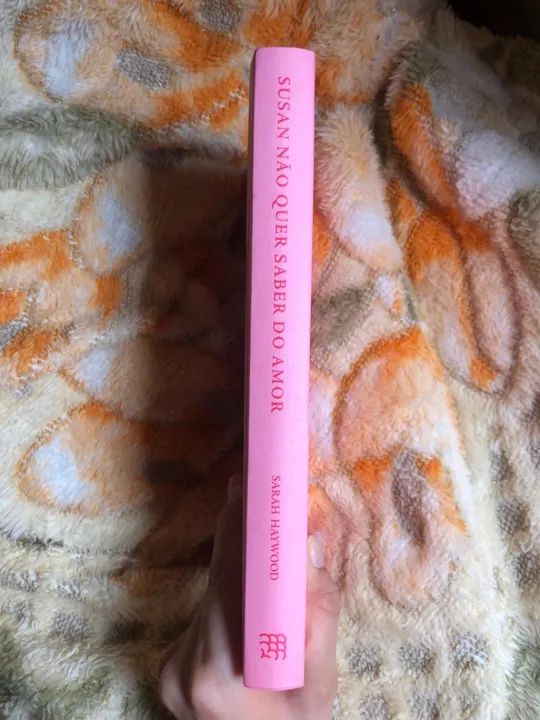 SUSAN NÃO QUER SABER DO AMOR
SARAH HAYWOOD